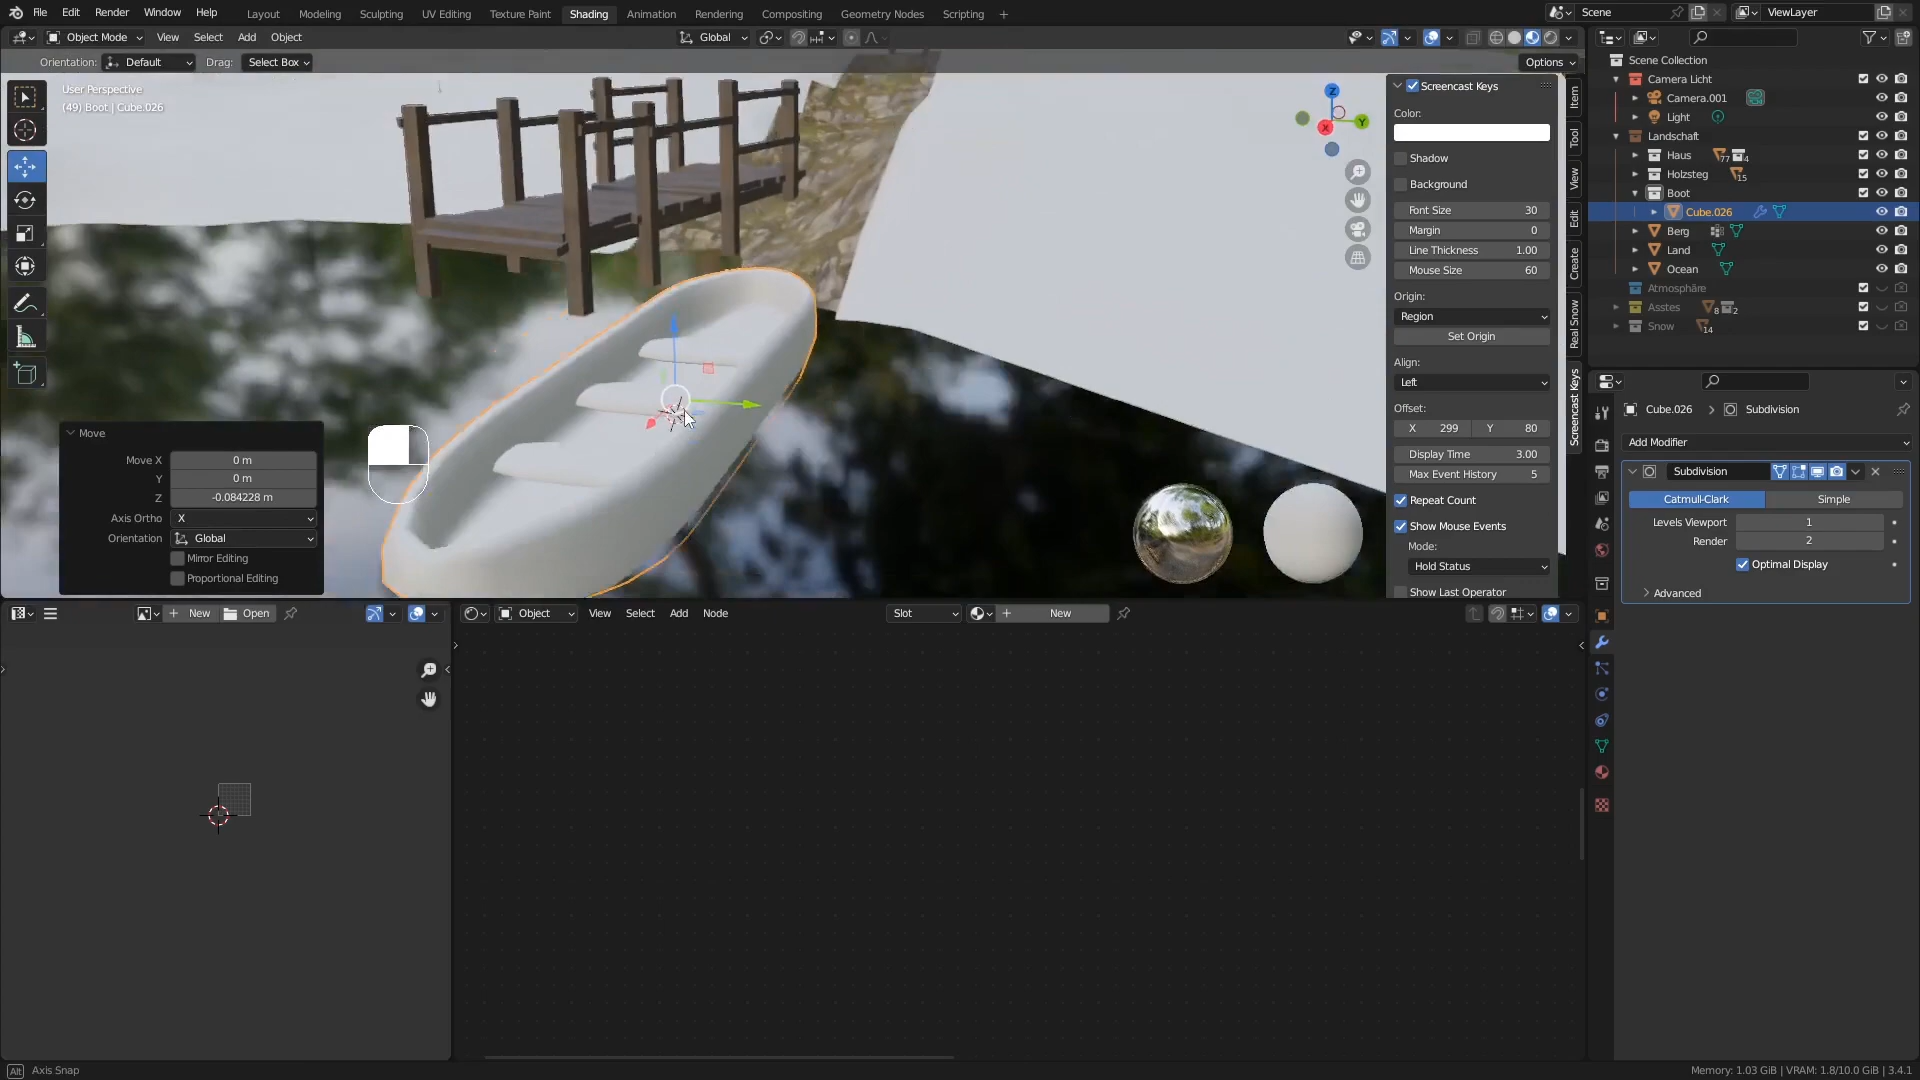 File Edit Render Window Help Layout Modeling Sculpting UV Editing Texture Paint Shading Animation Rendering Compositing Geometry Nodes Scripting + Scene ViewLayer
Object Mode View Select Add Object Global
Orientation: Default Drag: Select Box Options
User Perspective
(49) Boot | Cube.026
Z
Y
X
Move
Move X 0 m
Y 0 m
Z -0.084228 m
Axis Ortho X
Orientation Global
Mirror Editing
Proportional Editing
Screencast Keys
Color:
Shadow
Background
Font Size 30
Margin 0
Line Thickness 1.00
Mouse Size 60
Origin:
Region
Set Origin
Align:
Left
Offset:
X 299 Y 80
Display Time 3.00
Max Event History 5
Repeat Count
Show Mouse Events
Mode:
Hold Status
Show Last Operator
Item
Tool
View
Edit
Create
Real Snow
Screencast Keys
Scene Collection
Camera Licht
Camera.001
Light
Landschaft
Haus 77 4
Holzsteg 15
Boot
Cube.026
Berg
Land
Ocean
Atmosphäre
Asstes 8 2
Snow 14
Cube.026 > Subdivision
Add Modifier
Subdivision
Catmull-Clark Simple
Levels Viewport 1
Render 2
Optimal Display
Advanced
+ New Open
Object View Select Add Node Slot + New
Alt Axis Snap
Memory: 1.03 GiB | VRAM: 1.8/10.0 GiB | 3.4.1